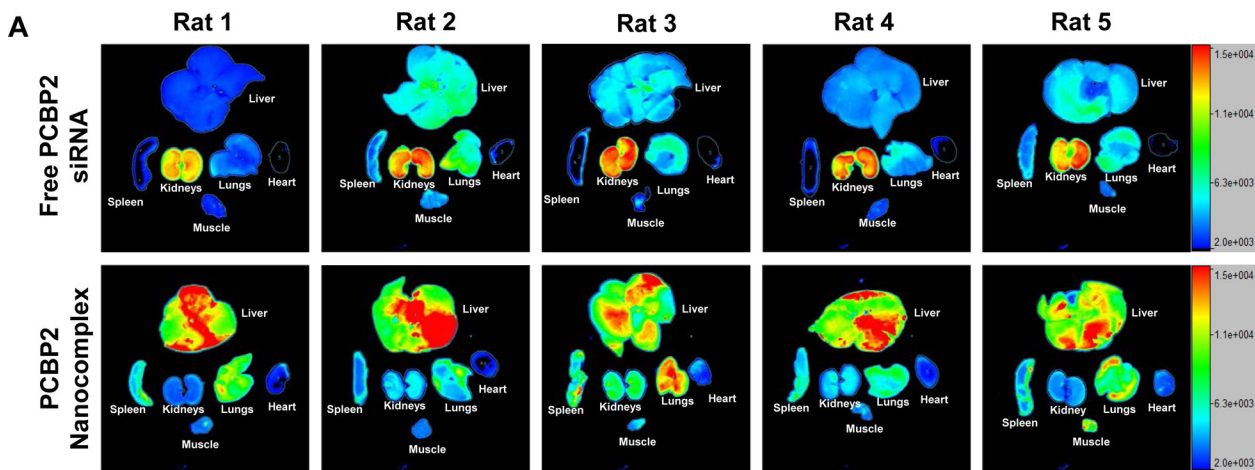 A
Rat 1
Rat 2
Rat 3
Rat 4
Rat 5
Free PCBP2
siRNA
Liver
Spleen
Kidneys
Lungs
Heart
Muscle
Liver
Spleen
Kidneys
Lungs
Heart
Muscle
Liver
Spleen
Kidneys
Lungs
Heart
Muscle
Liver
Spleen
Kidneys
Lungs
Heart
Muscle
Liver
Spleen
Kidneys
Lungs
Heart
Muscle
1.5e+004
1.1e+004
6.3e+003
2.0e+003
PCBP2
Nanocomplex
Liver
Spleen
Kidneys
Lungs
Heart
Muscle
Liver
Spleen
Kidneys
Lungs
Heart
Muscle
Liver
Spleen
Kidneys
Lungs
Heart
Muscle
Liver
Spleen
Kidneys
Lungs
Heart
Muscle
Liver
Spleen
Kidney
Lungs
Heart
Muscle
1.5e+004
1.1e+004
6.3e+003
2.0e+003